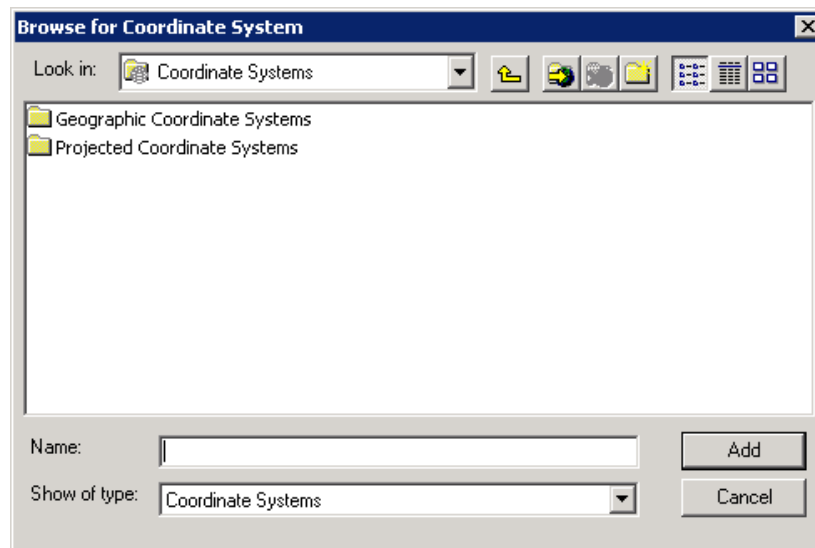 Browse for Coordinate System
Look in: Coordinate Systems
Geographic Coordinate Systems
Projected Coordinate Systems
Name: Add
Show of type: Coordinate Systems Cancel